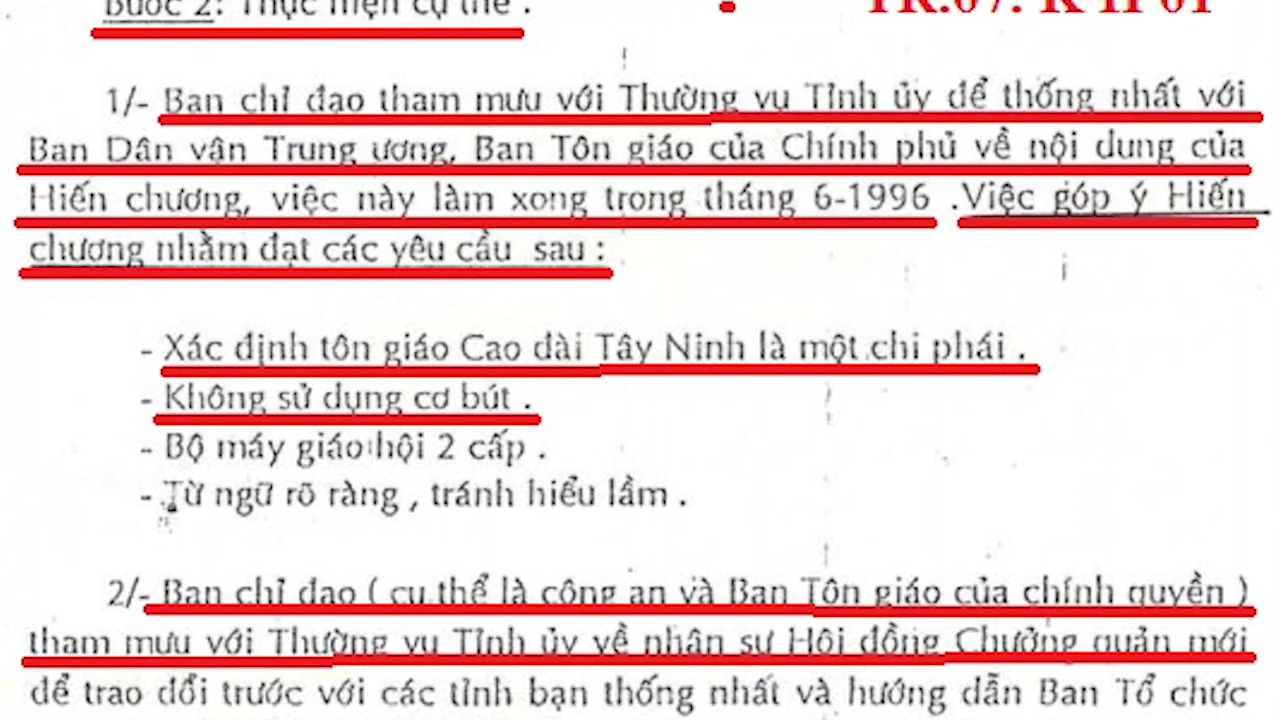 Bước 2: Thực hiện cụ thể .
TR.07. K H 01
1/- Ban chỉ đạo tham mưu với Thường vụ Tỉnh ủy để thống nhất với
Ban Dân vận Trung ương, Ban Tôn giáo của Chính phủ về nội dung của
Hiến chương, việc này làm xong trong tháng 6-1996 .Việc góp ý Hiến
chương nhằm đạt các yêu cầu sau :
- Xác định tôn giáo Cao đài Tây Ninh là một chi phái .
- Không sử dụng cơ bút .
- Bộ máy giáo hội 2 cấp .
- Từ ngữ rõ ràng , tránh hiểu lầm .
2/- Ban chỉ đạo ( cụ thể là công an và Ban Tôn giáo của chính quyền )
tham mưu với Thường vụ Tỉnh ủy về nhân sự Hội đồng Chưởng quản mới
để trao đổi trước với các tỉnh bạn thống nhất và hướng dẫn Ban Tổ chức